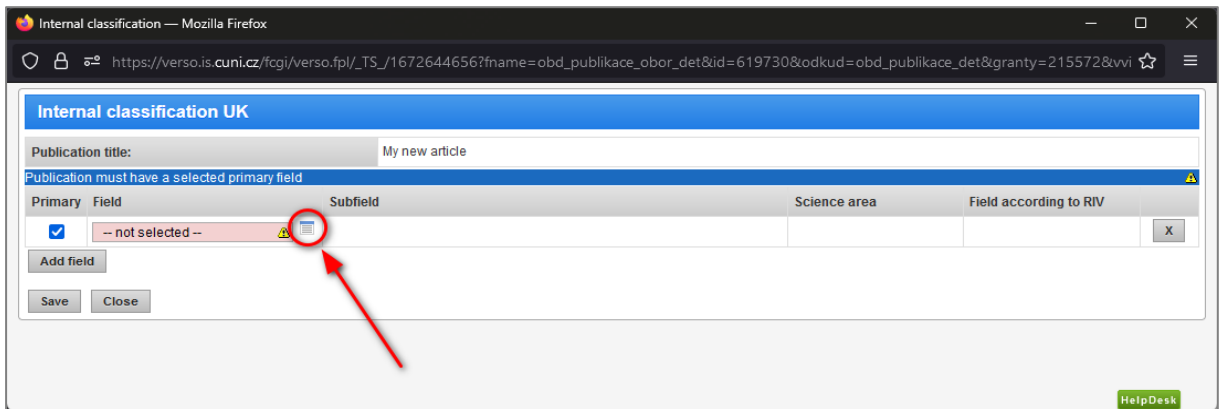 Internal classification — Mozilla Firefox
https://verso.is.cuni.cz/fcgi/verso.fpl/_TS_/1672644656?fname=obd_publikace_obor_det&id=619730&odkud=obd_publikace_det&granty=215572&vvi
Internal classification UK
Publication title: My new article
Publication must have a selected primary field
Primary Field Subfield Science area Field according to RIV
-- not selected -- X
Add field
Save Close
HelpDesk